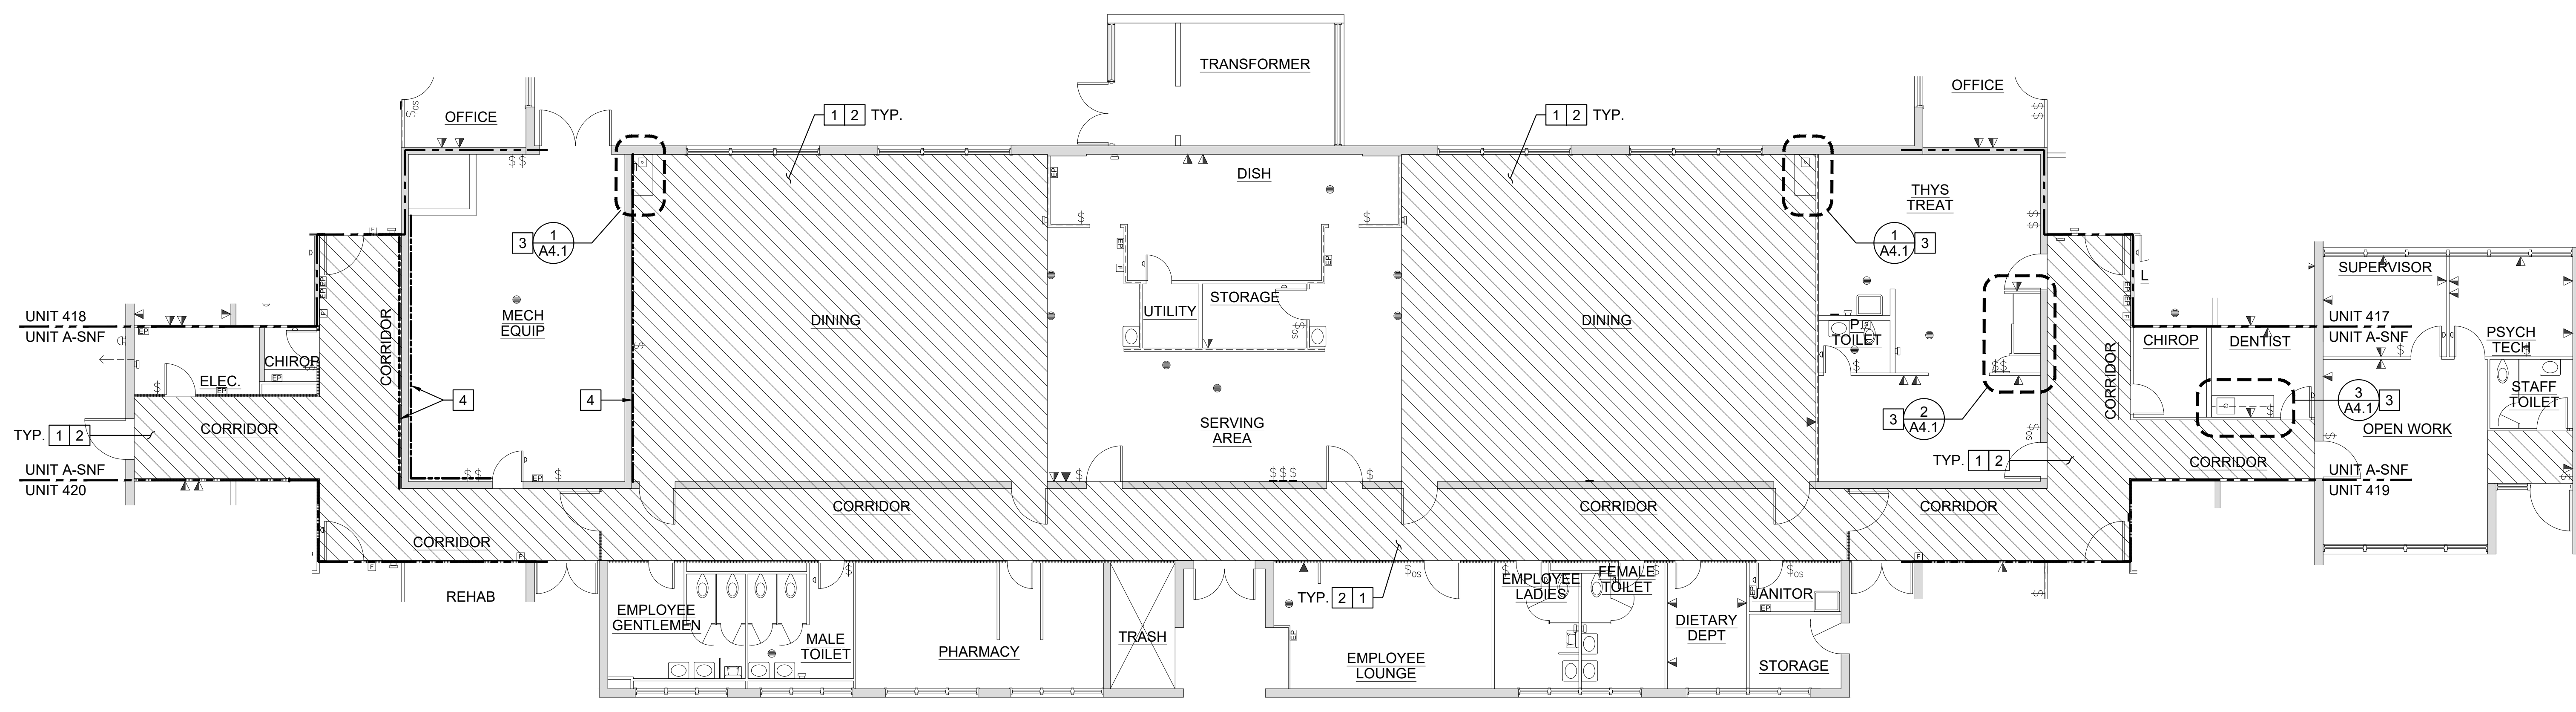 TRANSFORMER
OFFICE
OFFICE
1 2 TYP.
1 2 TYP.
DISH
THYS
TREAT
3
1
A4.1
1
A4.1
3
SUPERVISOR
L
STORAGE
UTILITY
MECH
EQUIP
DINING
DINING
P.
TOILET
UNIT 418
UNIT A-SNF
UNIT 417
UNIT A-SNF
PSYCH
TECH
CHIROP
DENTIST
CHIROP
ELEC.
CORRIDOR
CORRIDOR
4
4
STAFF
TOILET
3
A4.1
3
3
2
A4.1
SERVING
AREA
OPEN WORK
CORRIDOR
TYP. 1 2
TYP. 1 2
CORRIDOR
UNIT A-SNF
UNIT 420
UNIT A-SNF
UNIT 419
CORRIDOR
CORRIDOR
CORRIDOR
CORRIDOR
REHAB
TYP. 2 1
EMPLOYEE
GENTLEMEN
MALE
TOILET
PHARMACY
TRASH
EMPLOYEE
LOUNGE
EMPLOYEE
LADIES
FEMALE
TOILET
DIETARY
DEPT
JANITOR
STORAGE